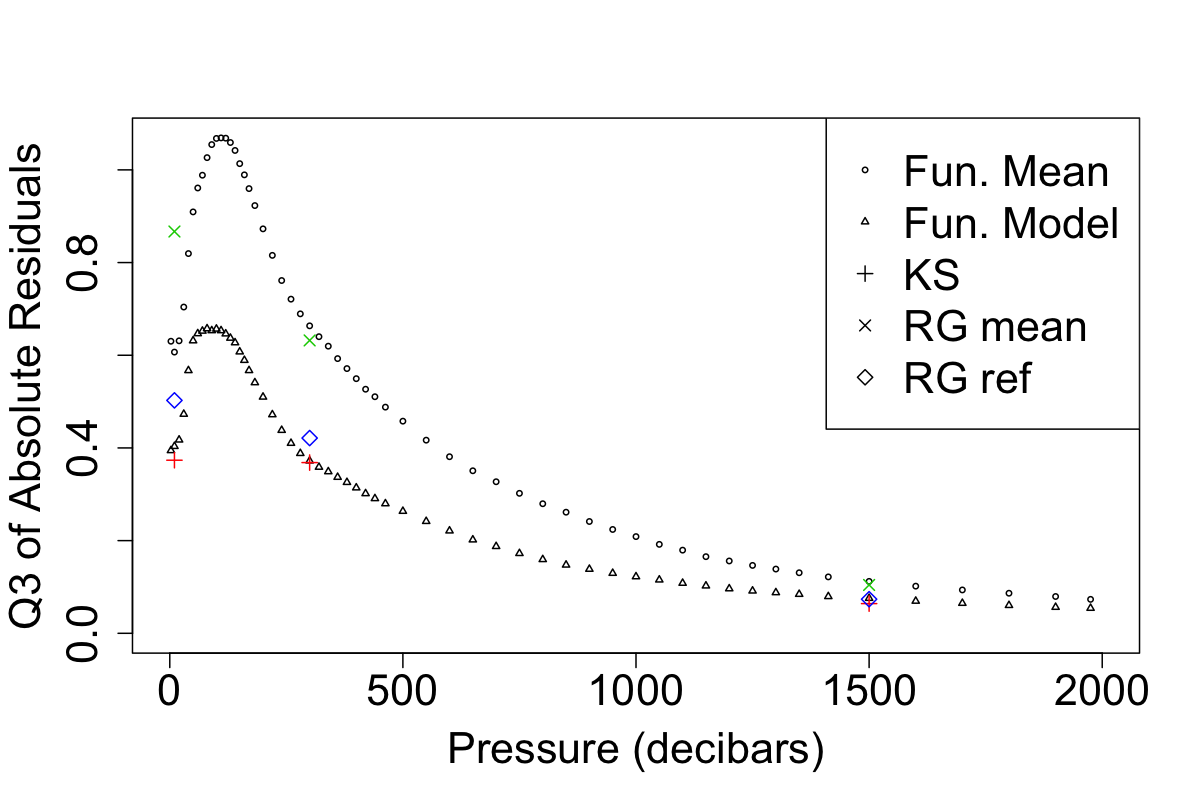 Q3 of Absolute Residuals
0.8
0.4
0.0
Fun. Mean
Fun. Model
KS
RG mean
RG ref
0 500 1000 1500 2000
Pressure (decibars)